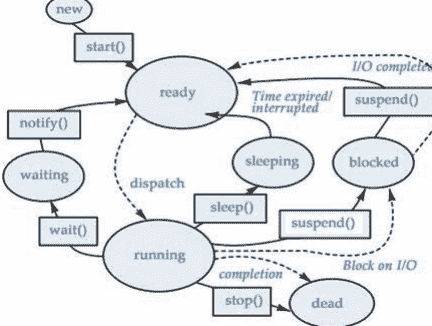 new
start()
ready
I/O complete
Time expired/
interrupted
suspend()
notify()
waiting
sleeping
blocked
dispatch
sleep()
suspend()
wait()
running
Block on I/O
completion
stop()
dead